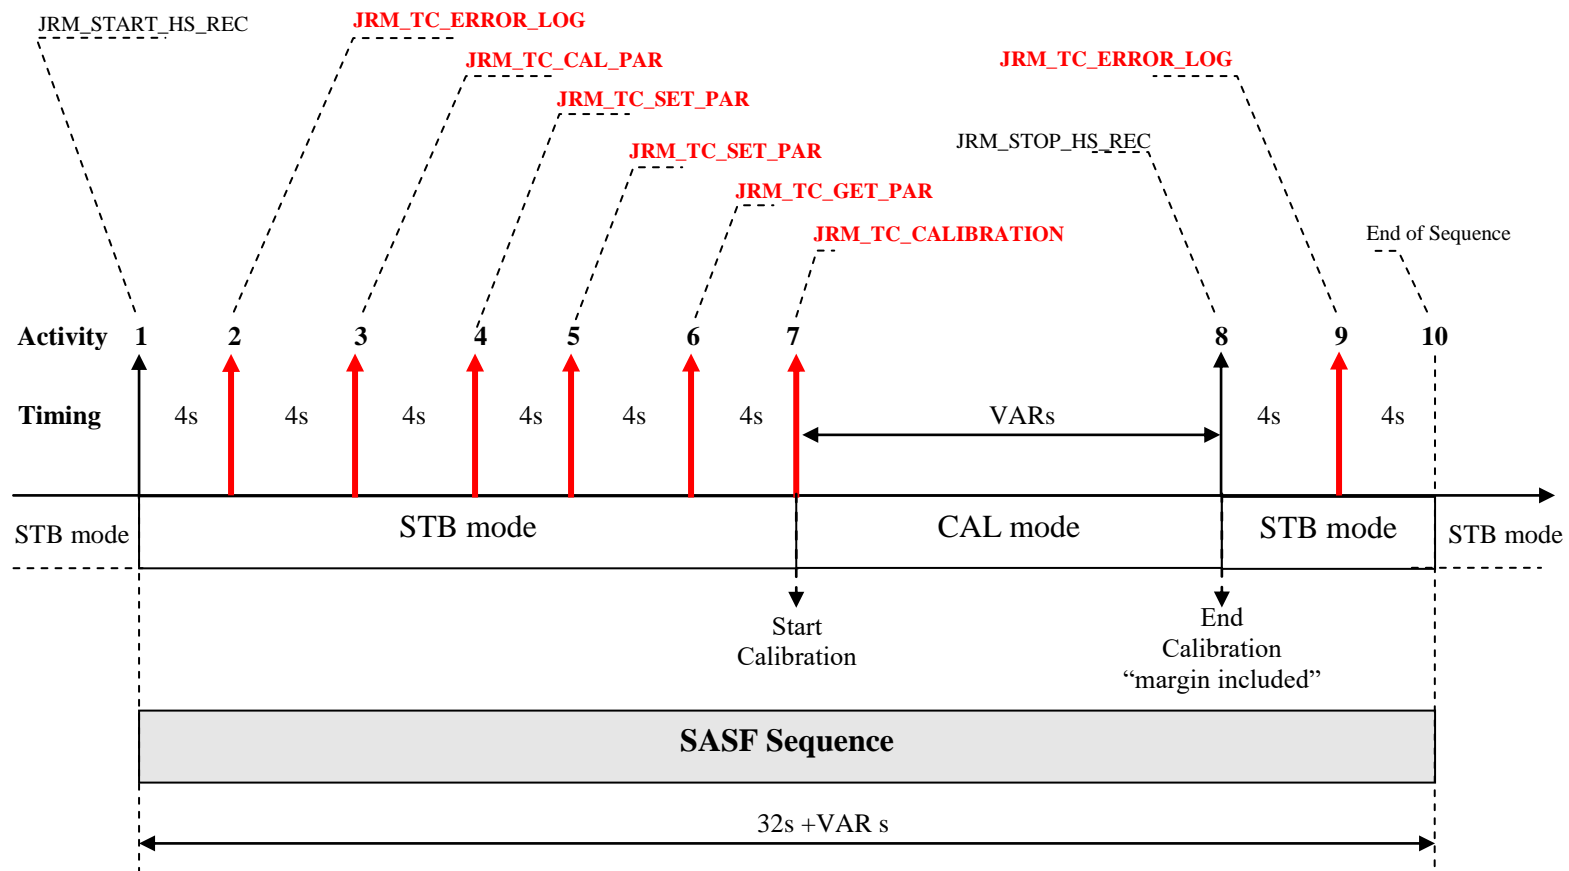 JRM_START_HS_REC
JRM_TC_ERROR_LOG
JRM_TC_CAL_PAR
JRM_TC_SET_PAR
JRM_TC_SET_PAR
JRM_TC_GET_PAR
JRM_TC_CALIBRATION
JRM_TC_ERROR_LOG
JRM_STOP_HS_REC
End of Sequence
Activity 1 2 3 4 5 6 7 8 9 10
Timing 4s 4s 4s 4s 4s 4s VARs 4s 4s
STB mode STB mode CAL mode STB mode STB mode
Start
Calibration
End
Calibration
“margin included”
SASF Sequence
32s +VAR s